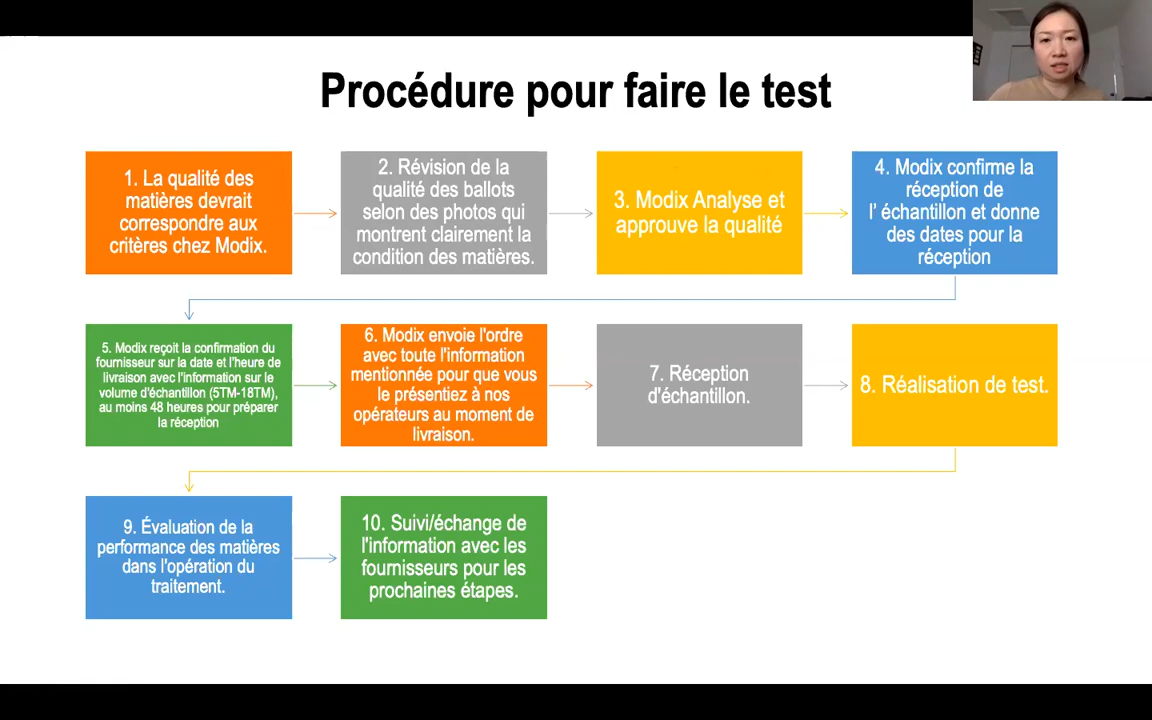 Procédure pour faire le test
1. La qualité des
matières devrait
correspondre aux
critères chez Modix.
2. Révision de la
qualité des ballots
selon des photos qui
montrent clairement la
condition des matières.
3. Modix Analyse et
approuve la qualité
4. Modix confirme la
réception de
l' échantillon et donne
des dates pour la
réception
5. Modix reçoit la confirmation du
fournisseur sur la date et l'heure de
livraison avec l'information sur le
volume d'échantillon (5TM-18TM),
au moins 48 heures pour préparer
la réception
6. Modix envoie l'ordre
avec toute l'information
mentionnée pour que vous
le présentiez à nos
opérateurs au moment de
livraison.
7. Réception
d'échantillon.
8. Réalisation de test.
9. Évaluation de la
performance des matières
dans l'opération du
traitement.
10. Suivi/échange de
l'information avec les
fournisseurs pour les
prochaines étapes.